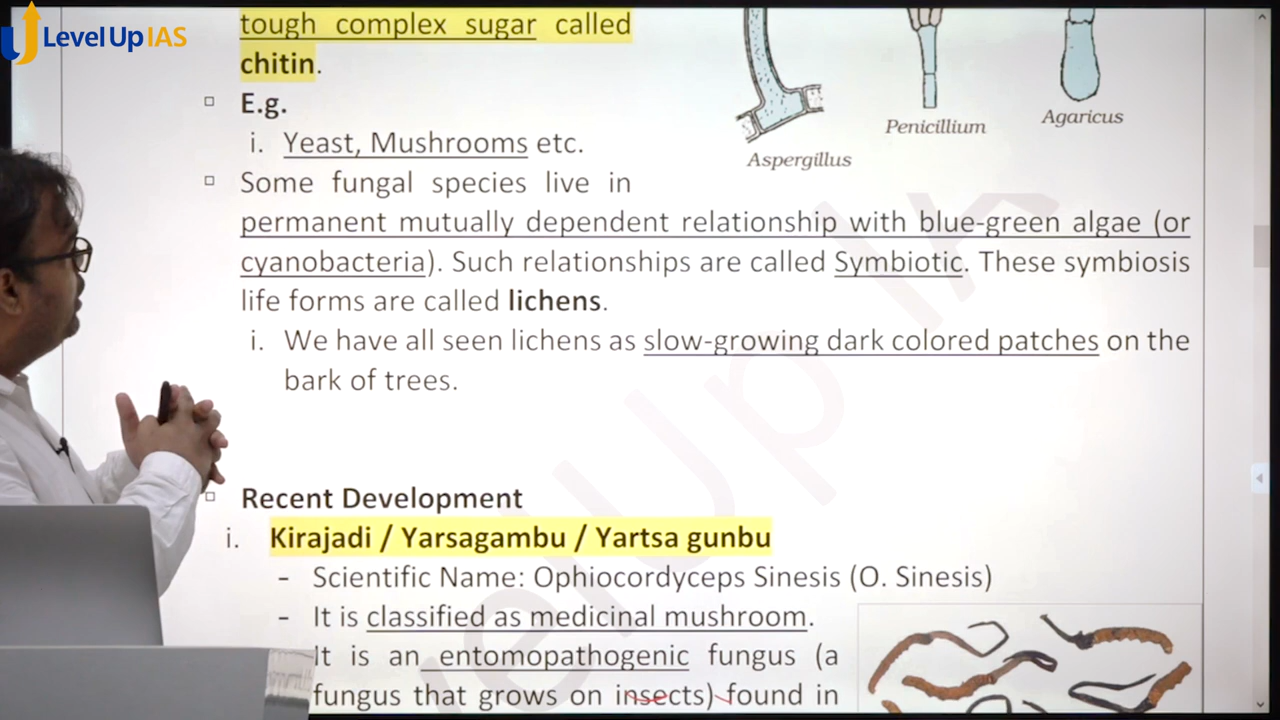 Level Up IAS
tough complex sugar called
chitin.
E.g.
i. Yeast, Mushrooms etc.
Aspergillus
Penicillium
Agaricus
Some fungal species live in
permanent mutually dependent relationship with blue-green algae (or
cyanobacteria). Such relationships are called Symbiotic. These symbiosis
life forms are called lichens.
i. We have all seen lichens as slow-growing dark colored patches on the
bark of trees.
Recent Development
i. Kirajadi / Yarsagambu / Yartsa gunbu
- Scientific Name: Ophiocordyceps Sinesis (O. Sinesis)
- It is classified as medicinal mushroom.
It is an entomopathogenic fungus (a
fungus that grows on insects) found in